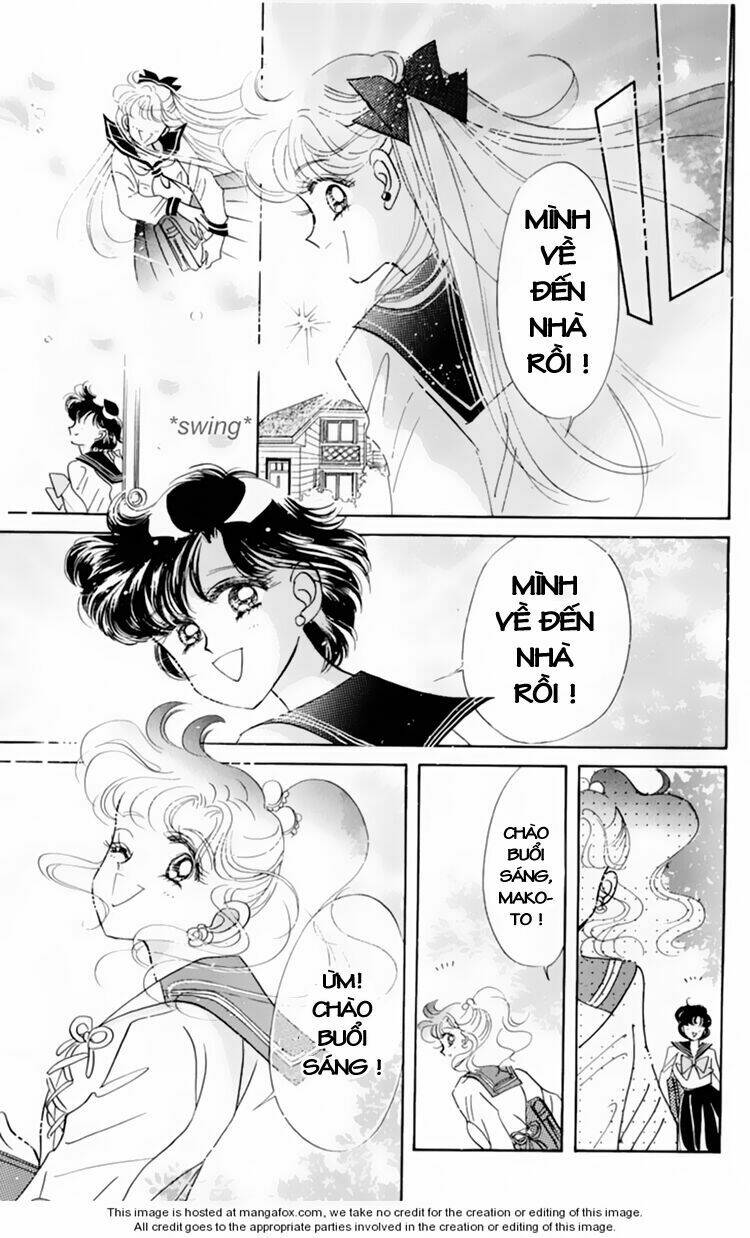 MÌNH
VỀ
ĐẾN
NHÀ
RỒI !
*swing*
MÌNH
VỀ ĐẾN
NHÀ
RỒI !
CHÀO
BUỔI
SÁNG,
MAKO-
TO !
ỪM!
CHÀO
BUỔI
SÁNG !
This image is hosted at mangafox.com, we take no credit for the creation or editing of this image.
All credit goes to the appropriate parties involved in the creation or editing of this image.